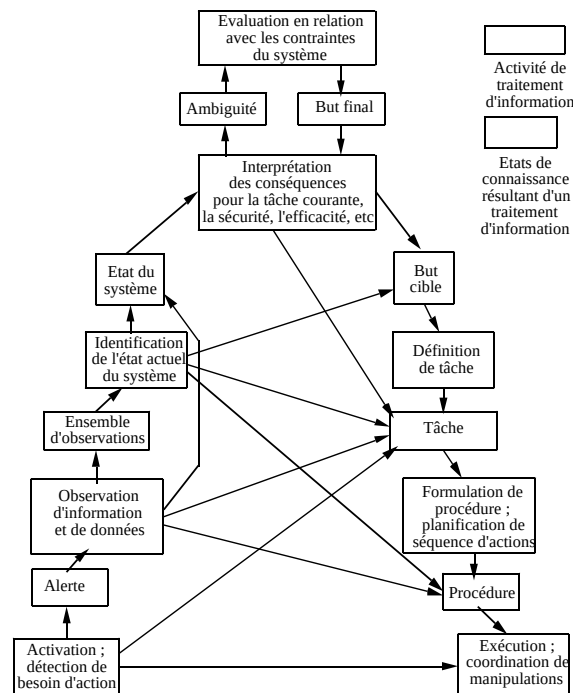 Evaluation en relation
avec les contraintes
du système
Activité de
traitement
d'information
Ambiguité
But final
Interprétation
des conséquences
pour la tâche courante,
la sécurité, l'efficacité, etc
Etats de
connaissance
résultant d'un
traitement
d'information
Etat du
système
But
cible
Identification
de l'état actuel
du système
Définition
de tâche
Ensemble
d'observations
Tâche
Observation
d'information
et de données
Formulation de
procédure ;
planification de
séquence d'actions
Alerte
Procédure
Activation ;
détection de
besoin d'action
Exécution ;
coordination de
manipulations